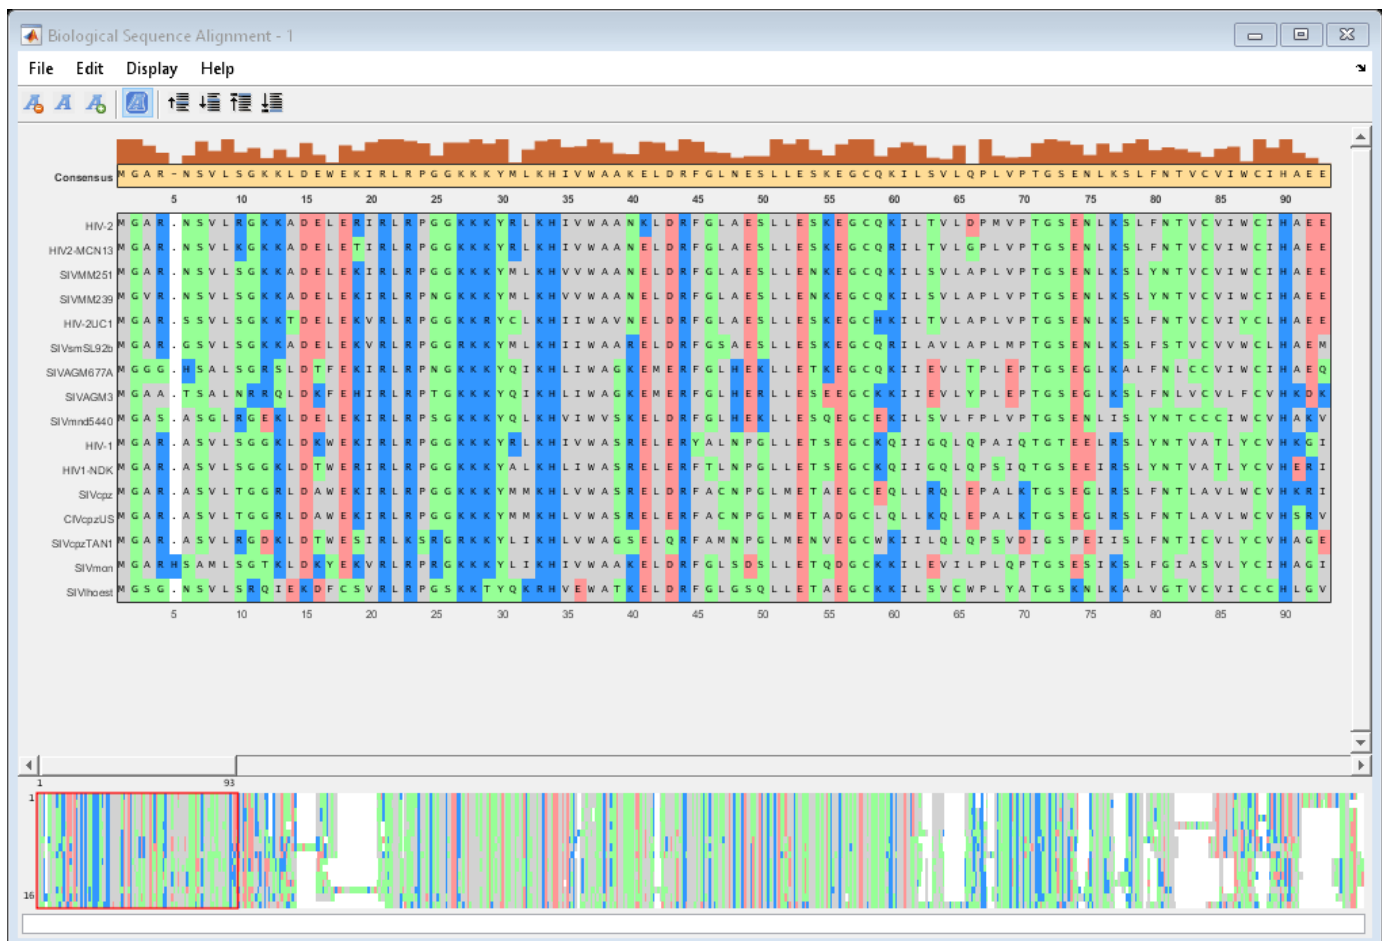 Biological Sequence Alignment - 1
File Edit Display Help
Consensus M G A R - N S V L S G K K L D E W E K I R L R P G G K K K Y M L K H I V W A A K E L D R F G L N E S L L E S K E G C Q K I L S V L Q P L V P T G S E N L K S L F N T V C V I W C I H A E E
5 10 15 20 25 30 35 40 45 50 55 60 65 70 75 80 85 90
HIV-2 M G A R . N S V L R G K K A D E L E R I R L R P G G K K K Y R L K H I V W A A N K L D R F G L A E S L L E S K E G C Q K I L T V L D P M V P T G S E N L K S L F N T V C V I W C I H A E E
HIV2-MCN13 M G A R . N S V L K G K K A D E L E T I R L R P G G K K K Y R L K H I V W A A N E L D R F G L A E S L L E S K E G C Q R I L T V L G P L V P T G S E N L K S L F N T V C V I W C I H A E E
SIVMM251 M G A R . N S V L S G K K A D E L E K I R L R P G G K K K Y M L K H V V W A A N E L D R F G L A E S L L E N K E G C Q K I L S V L A P L V P T G S E N L K S L Y N T V C V I W C I H A E E
SIVMM239 M G V R . N S V L S G K K A D E L E K I R L R P N G K K K Y M L K H V V W A A N E L D R F G L A E S L L E N K E G C Q K I L S V L A P L V P T G S E N L K S L Y N T V C V I W C I H A E E
HIV-2UC1 M G A R . S S V L S G K K T D E L E K V R L R P G G K K R Y C L K H I I W A V N E L D R F G L A E S L L E S K E G C H K I L T V L A P L V P T G S E N L K S L F N T V C V I Y C L H A E E
SIVsmSL92b M G A R . G S V L S G K K A D E L E K V R L R P G G R K K Y M L K H I I W A A R E L D R F G S A E S L L E S K E G C Q R I L A V L A P L M P T G S E N L K S L F S T V C V V W C L H A E M
SIVAGM677A M G G G . H S A L S G R S L D T F E K I R L R P N G K K K Y Q I K H L I W A G K E M E R F G L H E K L L E T K E G C Q K I I E V L T P L E P T G S E G L K A L F N L C C V I W C I H A E Q
SIVAGM3 M G A A . T S A L N R R Q L D K F E H I R L R P T G K K K Y Q I K H L I W A G K E M E R F G L H E R L L E S E E G C K K I I E V L Y P L E P T G S E G L K S L F N L V C V L F C V H K D K
SIVmnd5440 M G A S . A S G L R G E K L D E L E K I R L R P S G K K K Y Q L K H V I W V S K E L D R F G L H E K L L E S Q E G C E K I L S V L F P L V P T G S E N L I S L Y N T C C C I W C V H A K V
HIV-1 M G A R . A S V L S G G K L D K W E K I R L R P G G K K K Y R L K H I V W A S R E L E R Y A L N P G L L E T S E G C K Q I I G Q L Q P A I Q T G T E E L R S L Y N T V A T L Y C V H K G I
HIV1-NDK M G A R . A S V L S G G K L D T W E R I R L R P G G K K K Y A L K H L I W A S R E L E R F T L N P G L L E T S E G C K Q I I G Q L Q P S I Q T G S E E I R S L Y N T V A T L Y C V H E R I
SIVcpz M G A R . A S V L T G G R L D A W E K I R L R P G G K K K Y M M K H L V W A S R E L D R F A C N P G L M E T A E G C E Q L L R Q L E P A L K T G S E G L R S L F N T L A V L W C V H K R I
CIVcpzUS M G A R . A S V L T G G R L D A W E K I R L R P G G K K K Y M M K H L V W A S R E L E R F A C N P G L M E T A D G C L Q L L K Q L E P A L K T G S E G L R S L F N T L A V L W C V H S R V
SIVcpzTAN1 M G A R . A S V L R G D K L D T W E S I R L K S R G R K K Y L I K H L V W A G S E L Q R F A M N P G L M E N V E G C W K I I L Q L Q P S V D I G S P E I I S L F N T I C V L Y C V H A G E
SIVmon M G A R H S A M L S G T K L D K Y E K V R L R P R G K K K Y L I K H I V W A A K E L D R F G L S D S L L E T Q D G C K K I L E V I L P L Q P T G S E S I K S L F G I A S V L Y C I H A G I
SIVlhoest M G S G . N S V L S R Q I E K D F C S V R L R P G S K K T Y Q K R H V E W A T K E L D R F G L G S Q L L E T A E G C K K I L S V C W P L Y A T G S K N L K A L V G T V C V I C C C H L G V
5 10 15 20 25 30 35 40 45 50 55 60 65 70 75 80 85 90
1 93
1
16